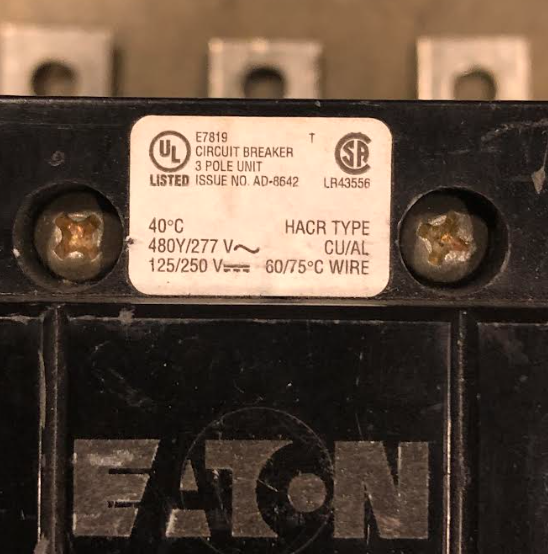 E7819 T
CIRCUIT BREAKER
3 POLE UNIT
UL LISTED ISSUE NO. AD-8642
SA LR43556
40°C HACR TYPE
480Y/277 V～ CU/AL
125/250 V⎓ 60/75°C WIRE
EATON